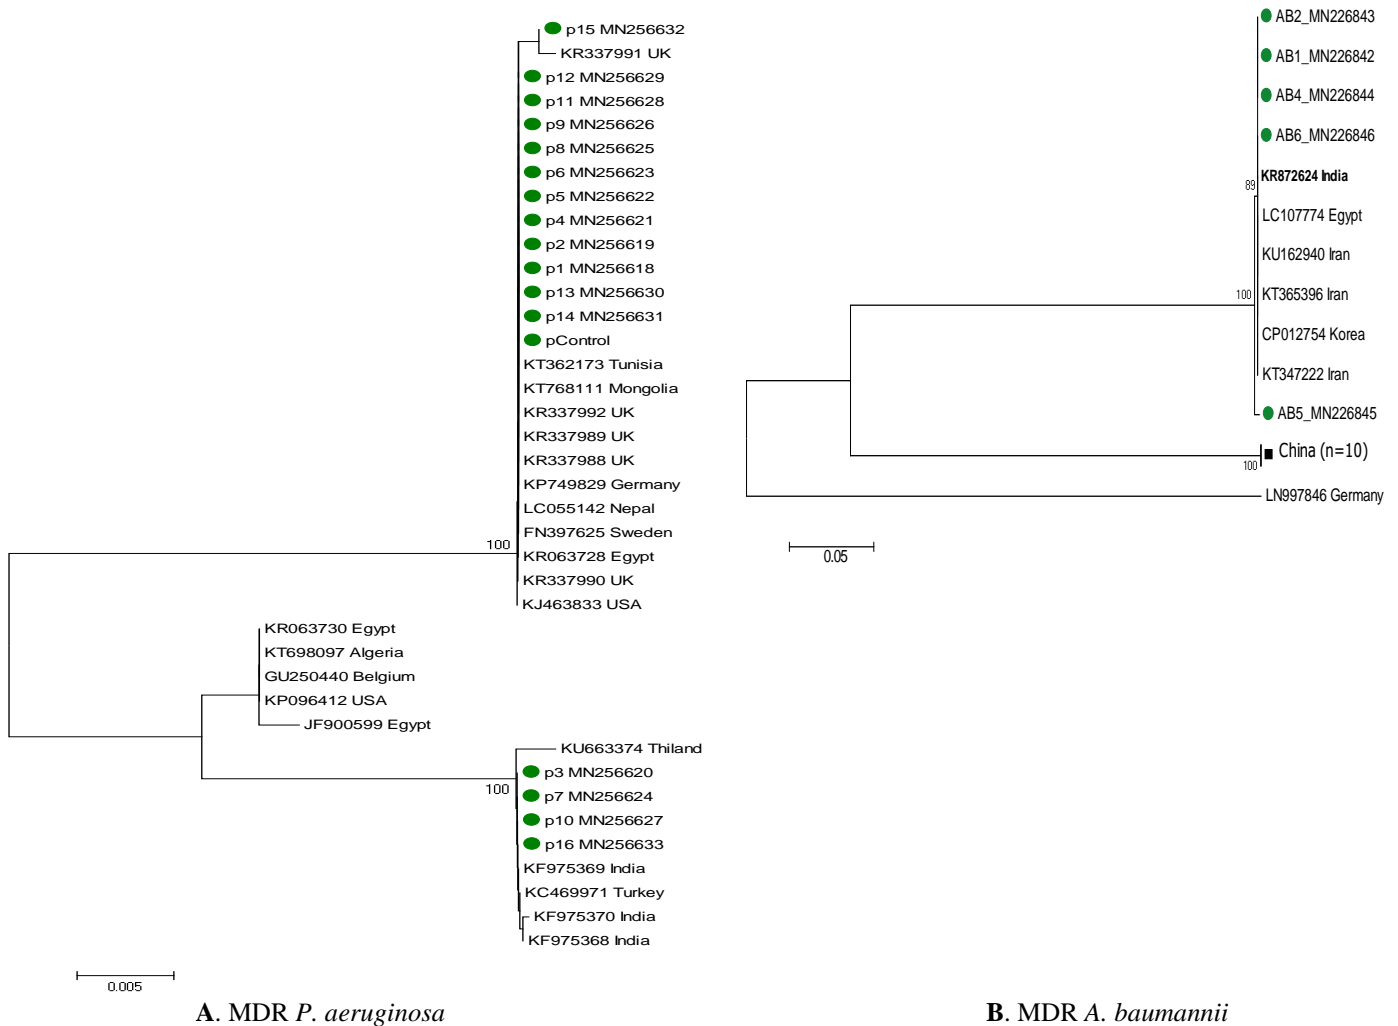 p15 MN256632
KR337991 UK
p12 MN256629
p11 MN256628
p9 MN256626
p8 MN256625
p6 MN256623
p5 MN256622
p4 MN256621
p2 MN256619
p1 MN256618
p13 MN256630
p14 MN256631
pControl
KT362173 Tunisia
KT768111 Mongolia
KR337992 UK
KR337989 UK
KR337988 UK
KP749829 Germany
LC055142 Nepal
FN397625 Sweden
100
KR063728 Egypt
KR337990 UK
KJ463833 USA
KR063730 Egypt
KT698097 Algeria
GU250440 Belgium
KP096412 USA
JF900599 Egypt
KU663374 Thiland
p3 MN256620
100
p7 MN256624
p10 MN256627
p16 MN256633
KF975369 India
KC469971 Turkey
KF975370 India
KF975368 India
0.005
A. MDR P. aeruginosa
AB2_MN226843
AB1_MN226842
AB4_MN226844
AB6_MN226846
89
KR872624 India
LC107774 Egypt
KU162940 Iran
100
KT365396 Iran
CP012754 Korea
KT347222 Iran
AB5_MN226845
China (n=10)
100
LN997846 Germany
0.05
B. MDR A. baumannii